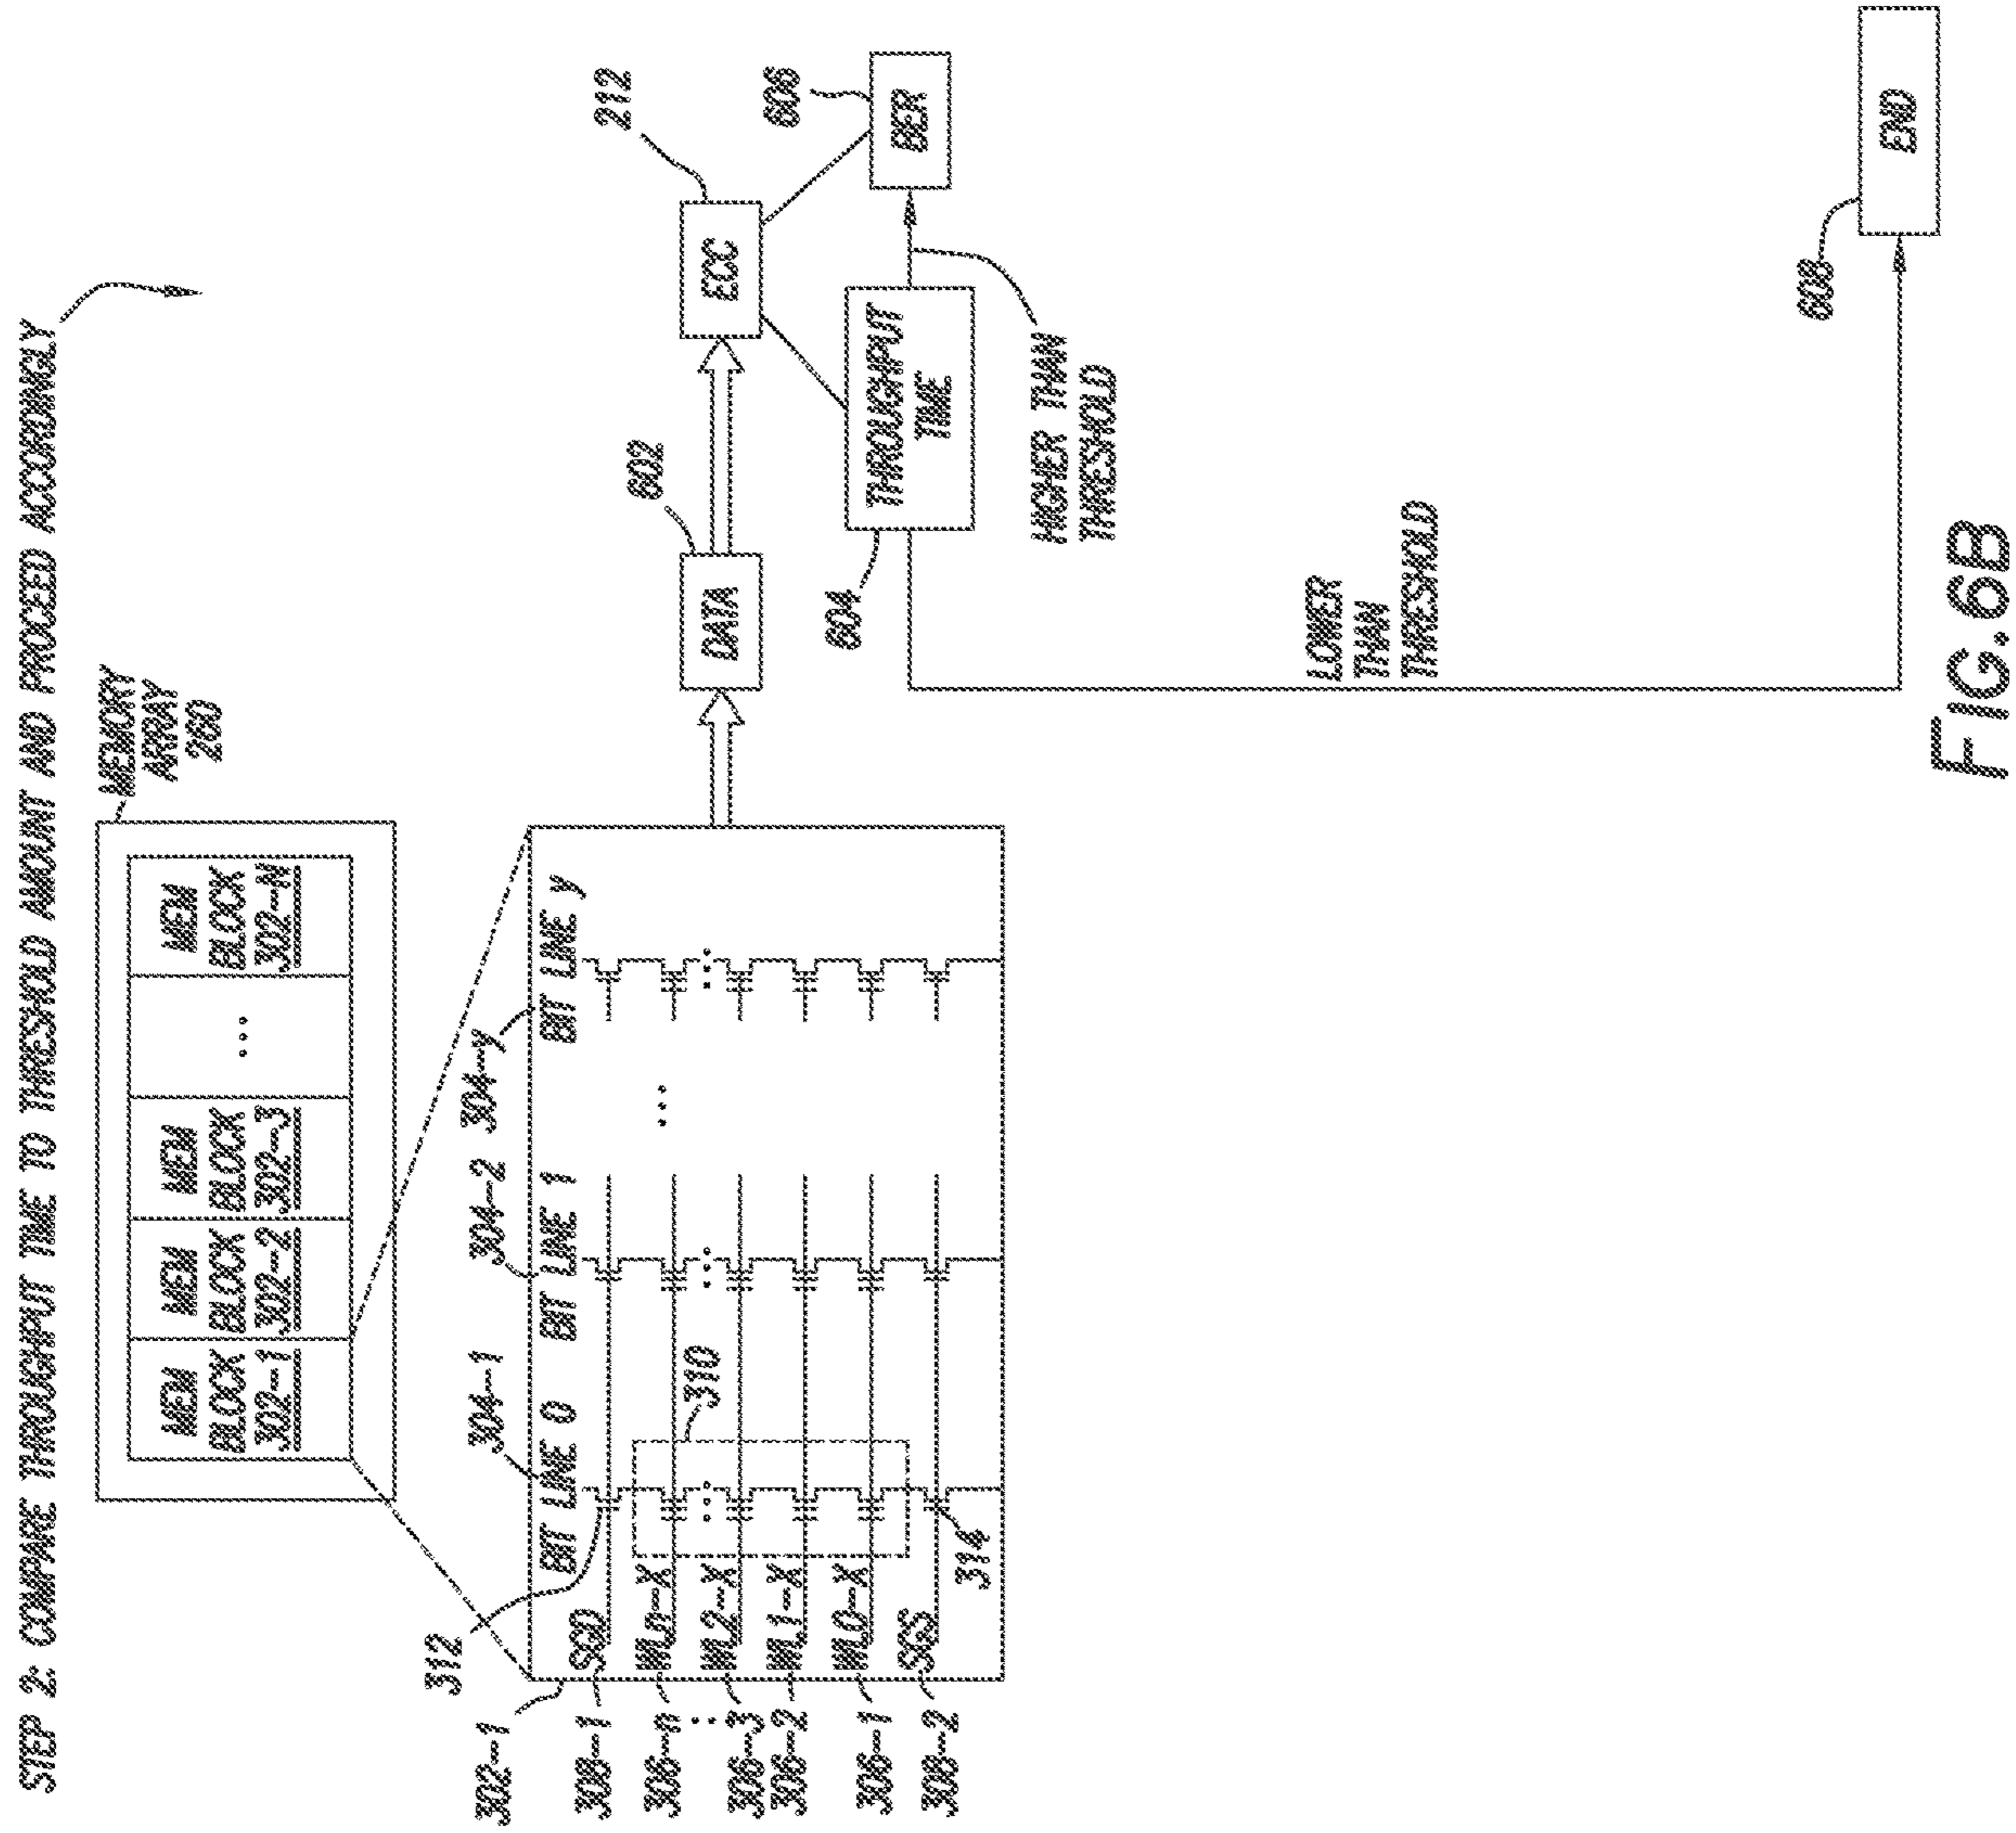 STEP 2: COMPARE THROUGHPUT TIME TO THRESHOLD AMOUNT AND PROCEED ACCORDINGLY
MEMORY
ARRAY
260
MEM
BLOCK
302-1
MEM
BLOCK
302-2
MEM
BLOCK
302-3
...
MEM
BLOCK
302-N
302-1
312
304-1
304-2
304-y
BIT LINE 0
BIT LINE 1
BIT LINE y
308-1
SGD
306-n
WLn-X
310
...
306-3
WL2-X
306-2
WL1-X
306-1
WL0-X
308-2
SGS
314
602
DATA
212
ECC
604
THROUGHPUT
TIME
606
BER
HIGHER THAN
THRESHOLD
LOWER
THAN
THRESHOLD
608
END
FIG. 6B